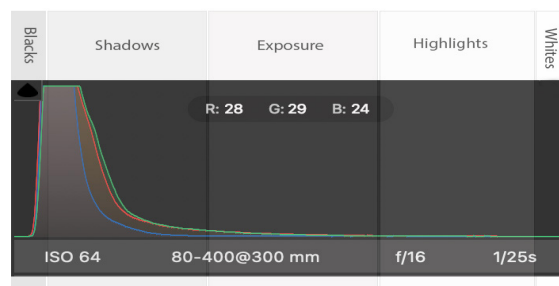 Blacks
Shadows
Exposure
Highlights
Whites
R: 28 G: 29 B: 24
ISO 64 80-400@300 mm f/16 1/25s